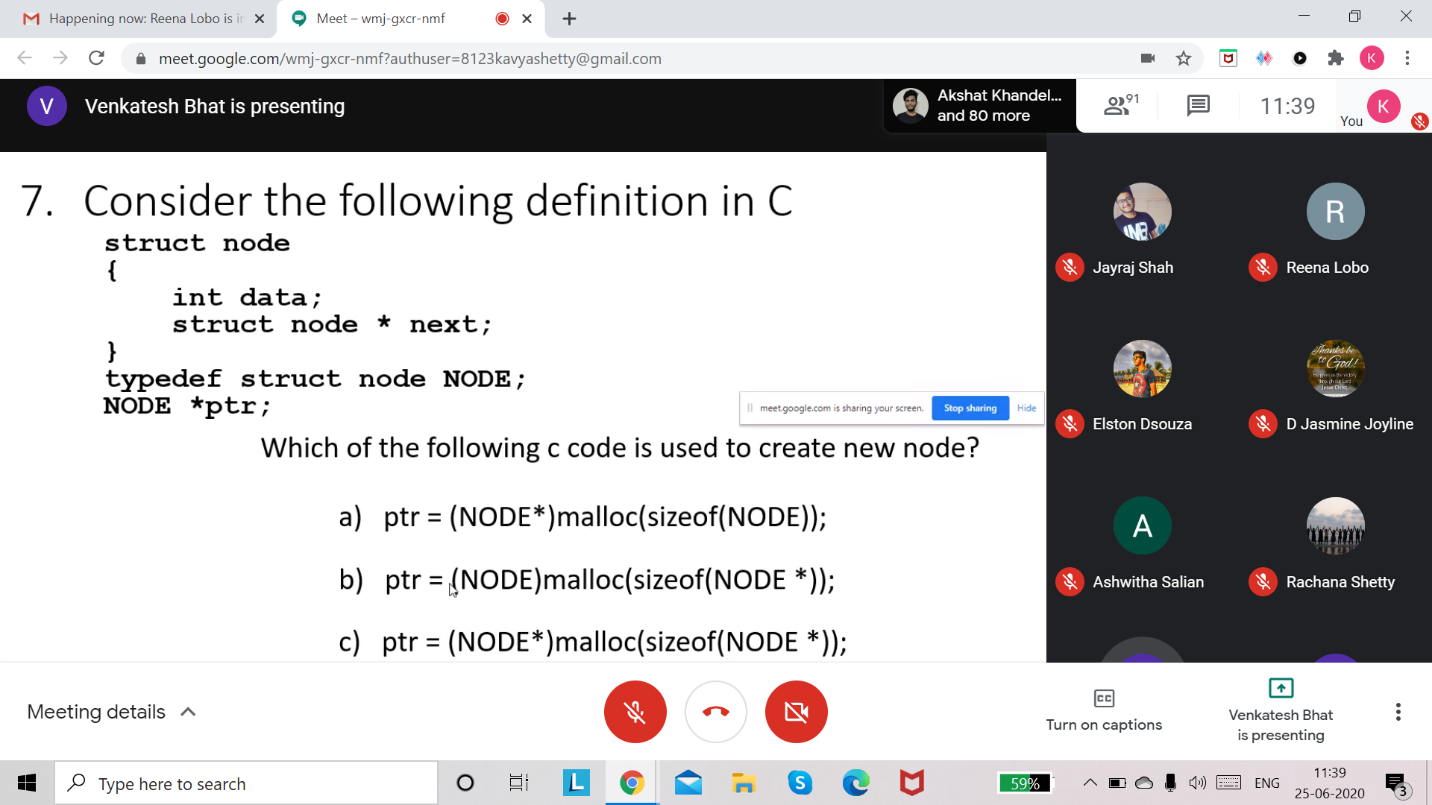 Happening now: Reena Lobo is in
Meet – wmj-gxcr-nmf
meet.google.com/wmj-gxcr-nmf?authuser=8123kavyashetty@gmail.com
K
V
Venkatesh Bhat is presenting
Akshat Khandel...
and 80 more
91
11:39
You
K
7. Consider the following definition in C
struct node
{
int data;
struct node * next;
}
typedef struct node NODE;
NODE *ptr;
meet.google.com is sharing your screen.
Stop sharing
Hide
Which of the following c code is used to create new node?
a) ptr = (NODE*)malloc(sizeof(NODE));
b) ptr = (NODE)malloc(sizeof(NODE *));
c) ptr = (NODE*)malloc(sizeof(NODE *));
R
Jayraj Shah
Reena Lobo
Elston Dsouza
D Jasmine Joyline
A
Ashwitha Salian
Rachana Shetty
Meeting details
CC
Turn on captions
Venkatesh Bhat
is presenting
Type here to search
L
S
59%
ENG
11:39
25-06-2020
3